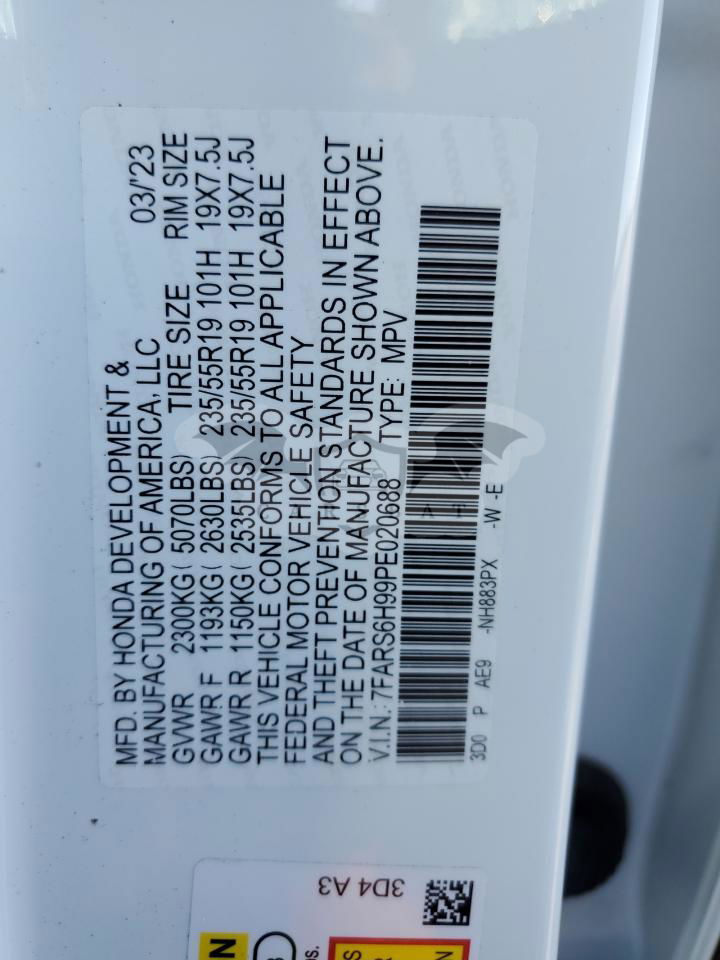 MFD. BY HONDA DEVELOPMENT &
MANUFACTURING OF AMERICA, LLC 03/'23
GVWR 2300KG( 5070LBS) TIRE SIZE RIM SIZE
GAWR F 1193KG( 2630LBS) 235/55R19 101H 19X7.5J
GAWR R 1150KG( 2535LBS) 235/55R19 101H 19X7.5J
THIS VEHICLE CONFORMS TO ALL APPLICABLE
FEDERAL MOTOR VEHICLE SAFETY
AND THEFT PREVENTION STANDARDS IN EFFECT
ON THE DATE OF MANUFACTURE SHOWN ABOVE.
V.I.N.: 7FARS6H99PE020688 TYPE: MPV
3D0 P AE9 -NH883PX -W -E
3D4 A3